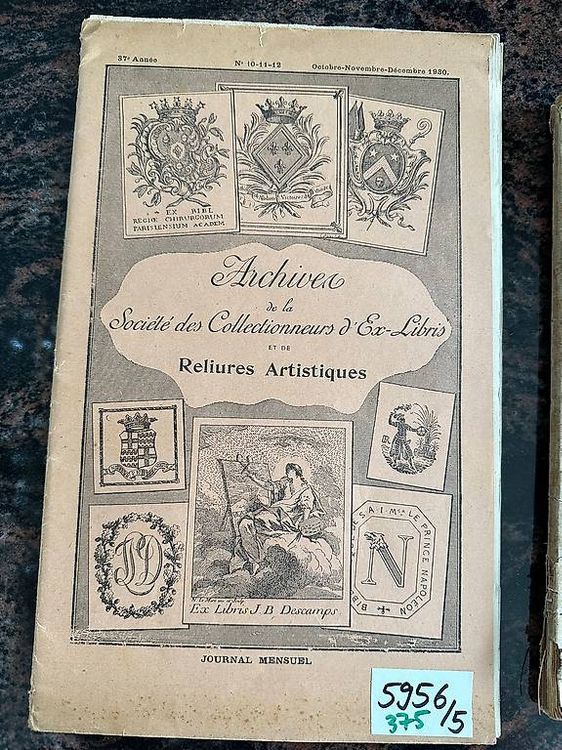 37e Année Nº 10-11-12 Octobre-Novembre-Décembre 1930.
EX BIBL
REGIÆ CHIRURGORUM
PARISIENSIUM ACADEM
Archives
de la
Société des Collectionneurs d'Ex-Libris
ET DE
Reliures Artistiques
Ex Libris J. B Descamps
N
S. A. I. Mgr LE PRINCE NAPOLEON
JOURNAL MENSUEL
5956/5
375